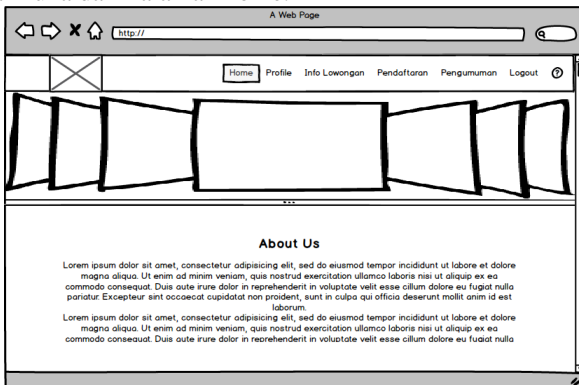 A Web Page
http://
Home Profile Info Lowongan Pendaftaran Pengumuman Logout ?
About Us
Lorem ipsum dolor sit amet, consectetur adipisicing elit, sed do eiusmod tempor incididunt ut labore et dolore
magna aliqua. Ut enim ad minim veniam, quis nostrud exercitation ullamco laboris nisi ut aliquip ex ea
commodo consequat. Duis aute irure dolor in reprehenderit in voluptate velit esse cillum dolore eu fugiat nulla
pariatur. Excepteur sint occaecat cupidatat non proident, sunt in culpa qui officia deserunt mollit anim id est
laborum.
Lorem ipsum dolor sit amet, consectetur adipisicing elit, sed do eiusmod tempor incididunt ut labore et dolore
magna aliqua. Ut enim ad minim veniam, quis nostrud exercitation ullamco laboris nisi ut aliquip ex ea
commodo consequat. Duis aute irure dolor in reprehenderit in voluptate velit esse cillum dolore eu fugiat nulla